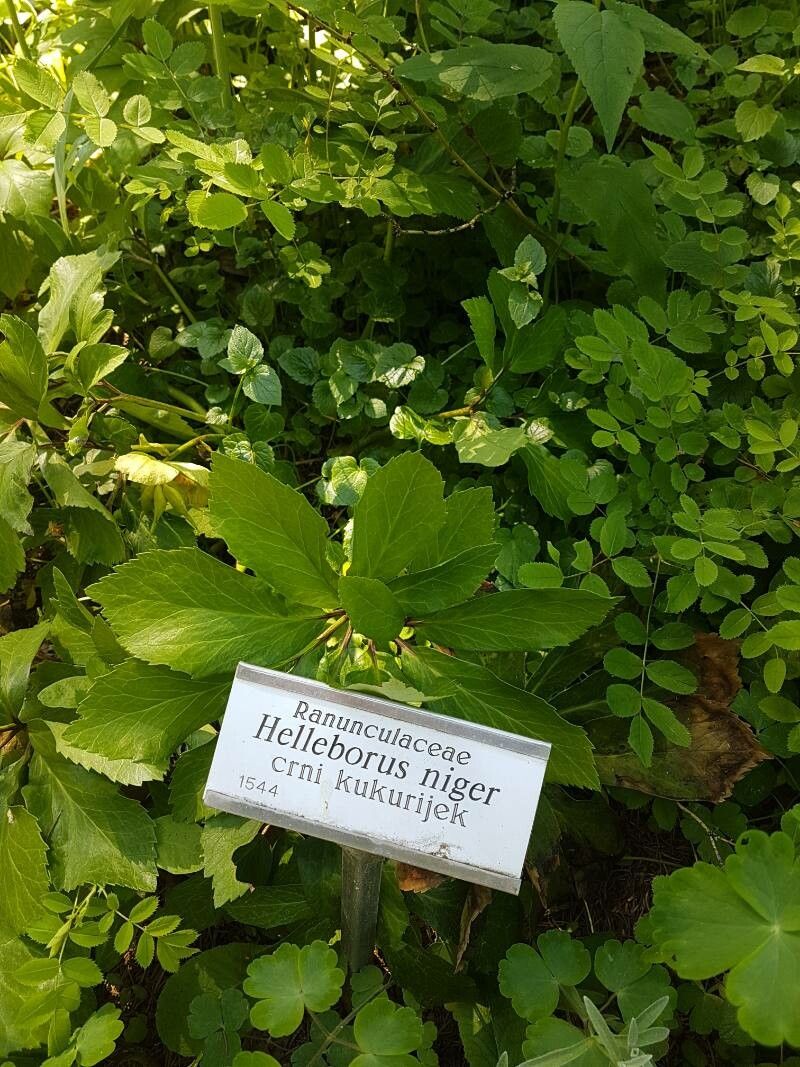 Ranunculaceae
Helleborus niger
crni kukurijek
1544